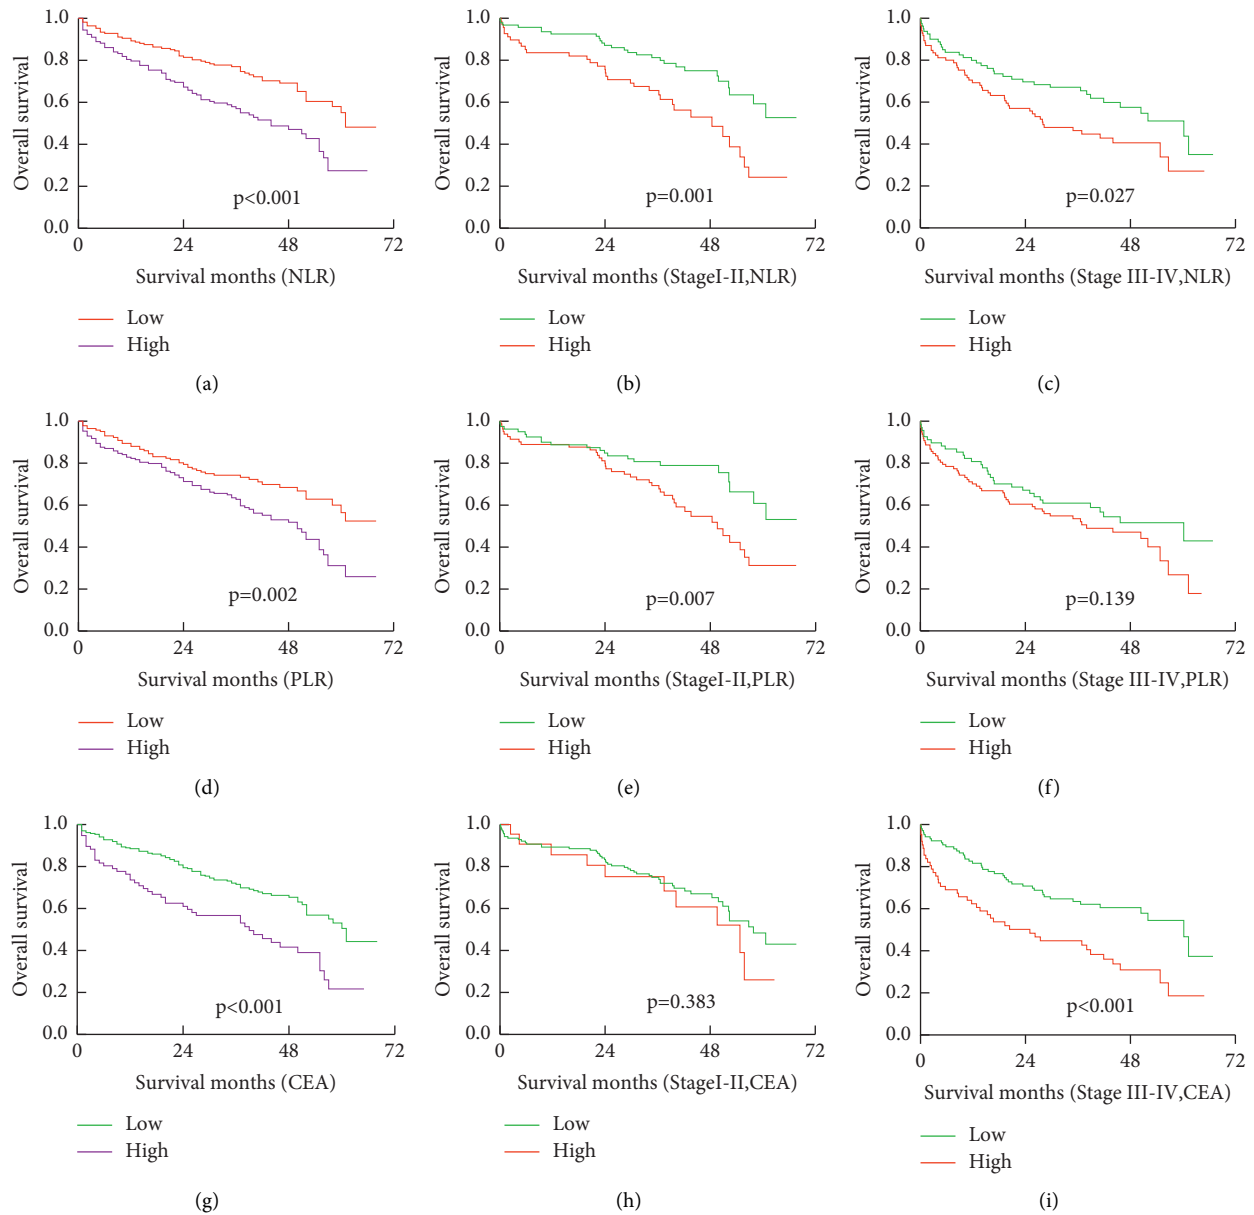 Overall survival
1.0
0.8
0.6
0.4
0.2
0.0
p<0.001
0 24 48 72
Survival months (NLR)
Low
High
(a)
Overall survival
1.0
0.8
0.6
0.4
0.2
0.0
p=0.001
0 24 48 72
Survival months (StageI-II,NLR)
Low
High
(b)
Overall survival
1.0
0.8
0.6
0.4
0.2
0.0
p=0.027
0 24 48 72
Survival months (Stage III-IV,NLR)
Low
High
(c)
Overall survival
1.0
0.8
0.6
0.4
0.2
0.0
p=0.002
0 24 48 72
Survival months (PLR)
Low
High
(d)
Overall survival
1.0
0.8
0.6
0.4
0.2
0.0
p=0.007
0 24 48 72
Survival months (StageI-II,PLR)
Low
High
(e)
Overall survival
1.0
0.8
0.6
0.4
0.2
0.0
p=0.139
0 24 48 72
Survival months (Stage III-IV,PLR)
Low
High
(f)
Overall survival
1.0
0.8
0.6
0.4
0.2
0.0
p<0.001
0 24 48 72
Survival months (CEA)
Low
High
(g)
Overall survival
1.0
0.8
0.6
0.4
0.2
0.0
p=0.383
0 24 48 72
Survival months (StageI-II,CEA)
Low
High
(h)
Overall survival
1.0
0.8
0.6
0.4
0.2
0.0
p<0.001
0 24 48 72
Survival months (Stage III-IV,CEA)
Low
High
(i)